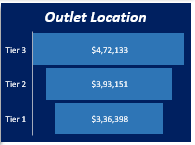 Outlet Location
Tier 3 $4,72,133
Tier 2 $3,93,151
Tier 1 $3,36,398